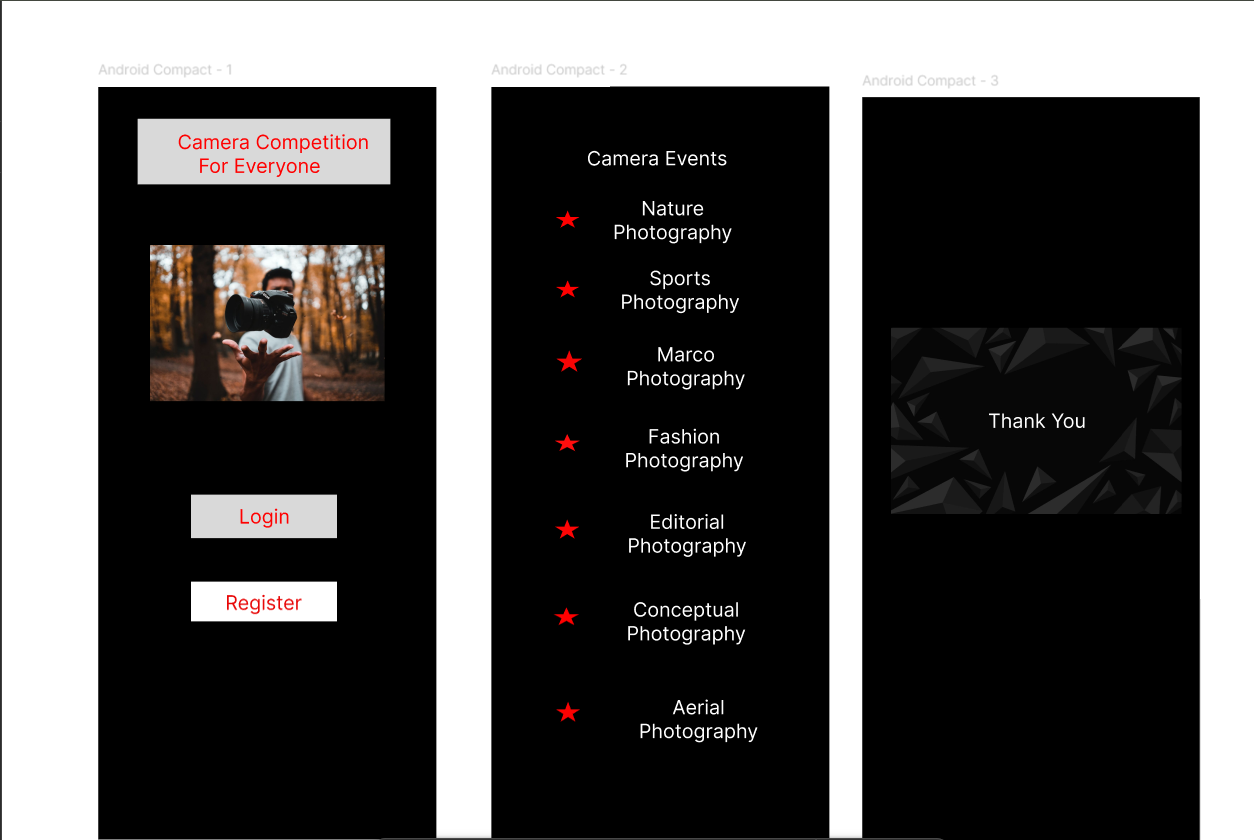 Android Compact - 1
Camera Competition
For Everyone
Login
Register
Android Compact - 2
Camera Events
Nature
Photography
Sports
Photography
Marco
Photography
Fashion
Photography
Editorial
Photography
Conceptual
Photography
Aerial
Photography
Android Compact - 3
Thank You